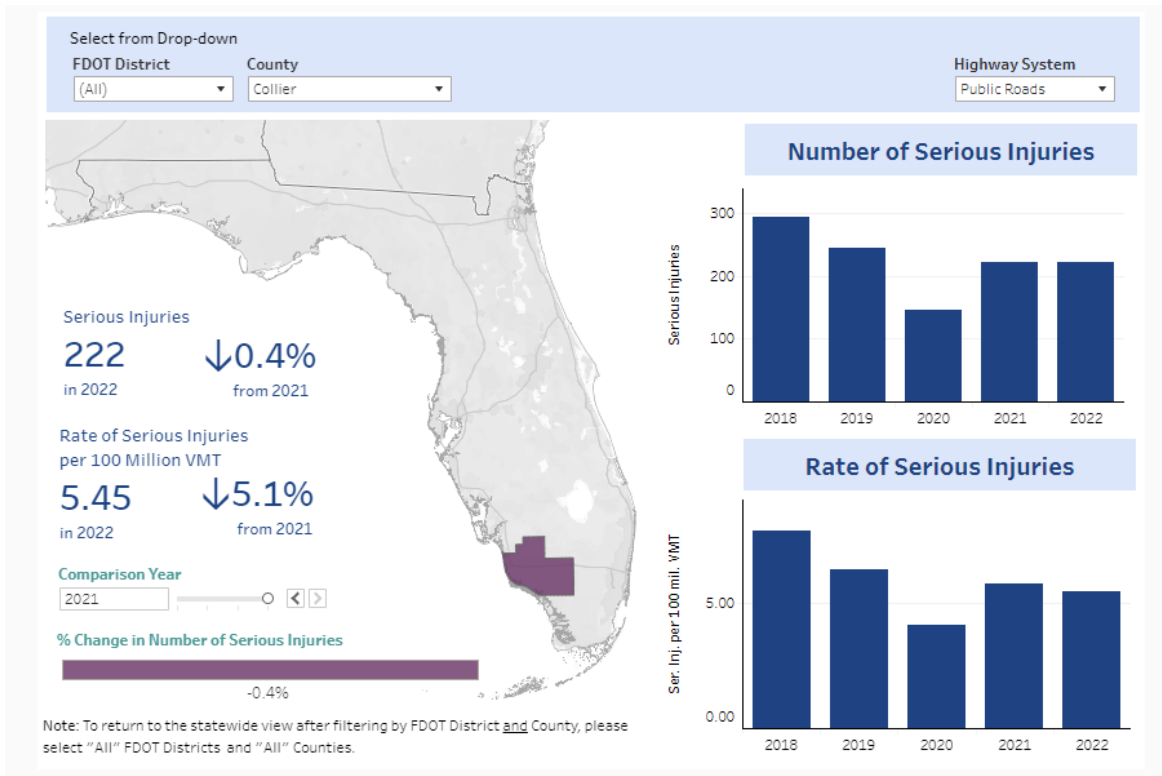 Select from Drop-down
FDOT District
County
Highway System
(All)
Collier
Public Roads
Serious Injuries
222
↓0.4%
in 2022
from 2021
Rate of Serious Injuries
per 100 Million VMT
5.45
↓5.1%
in 2022
from 2021
Comparison Year
2021
% Change in Number of Serious Injuries
-0.4%
Note: To return to the statewide view after filtering by FDOT District and County, please
select "All" FDOT Districts and "All" Counties.
Number of Serious Injuries
Serious Injuries
300
200
100
0
2018 2019 2020 2021 2022
Rate of Serious Injuries
Ser. Inj. per 100 mil. VMT
5.00
0.00
2018 2019 2020 2021 2022